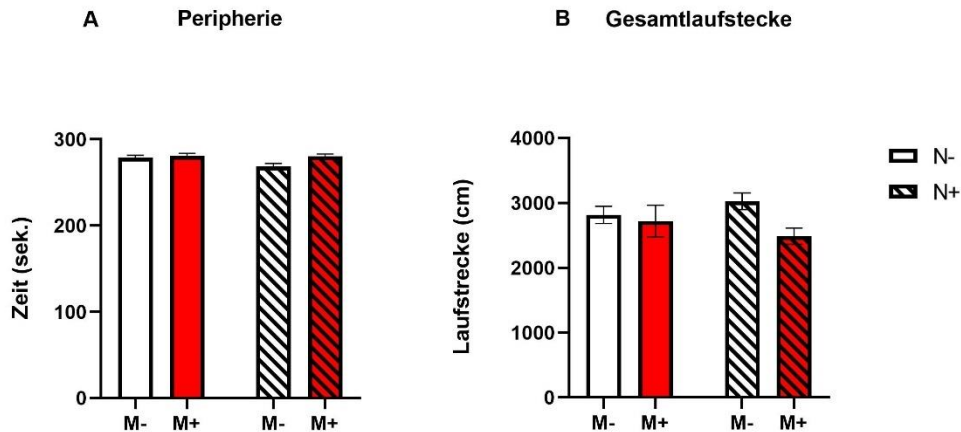 A Peripherie
B Gesamtlaufstecke
Zeit (sek.)
300
200
100
0
M- M+ M- M+
Laufstrecke (cm)
4000
3000
2000
1000
0
M- M+ M- M+
N-
N+